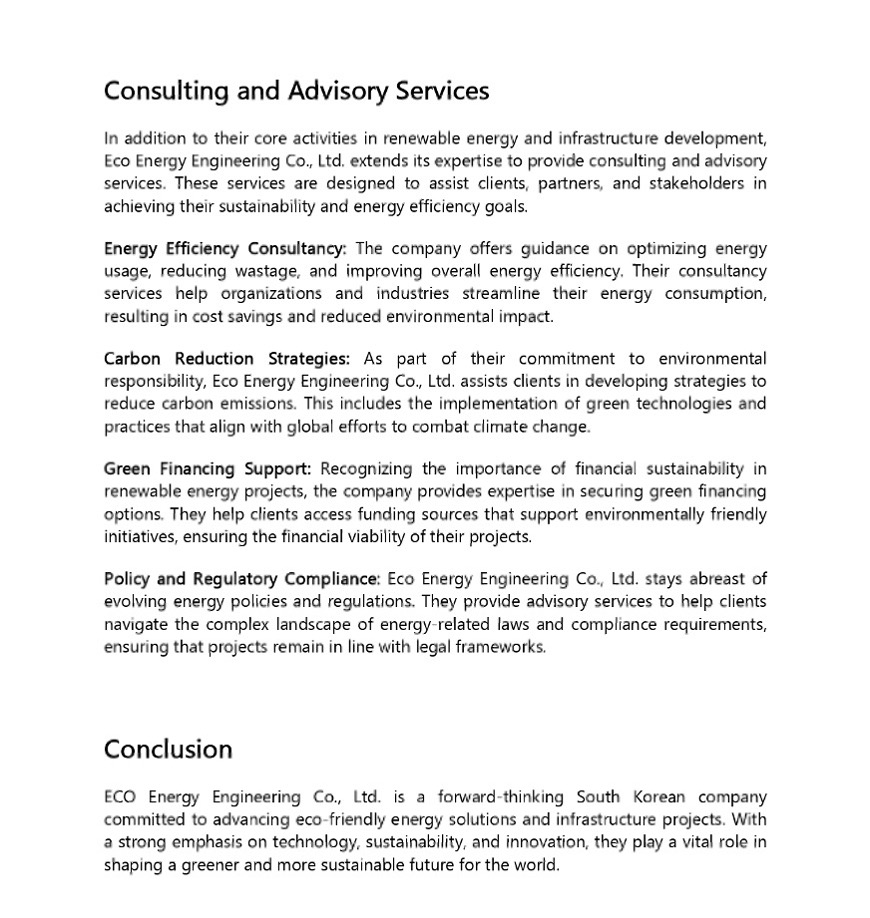 Consulting and Advisory Services
In addition to their core activities in renewable energy and infrastructure development,
Eco Energy Engineering Co., Ltd. extends its expertise to provide consulting and advisory
services. These services are designed to assist clients, partners, and stakeholders in
achieving their sustainability and energy efficiency goals.
Energy Efficiency Consultancy: The company offers guidance on optimizing energy
usage, reducing wastage, and improving overall energy efficiency. Their consultancy
services help organizations and industries streamline their energy consumption,
resulting in cost savings and reduced environmental impact.
Carbon Reduction Strategies: As part of their commitment to environmental
responsibility, Eco Energy Engineering Co., Ltd. assists clients in developing strategies to
reduce carbon emissions. This includes the implementation of green technologies and
practices that align with global efforts to combat climate change.
Green Financing Support: Recognizing the importance of financial sustainability in
renewable energy projects, the company provides expertise in securing green financing
options. They help clients access funding sources that support environmentally friendly
initiatives, ensuring the financial viability of their projects.
Policy and Regulatory Compliance: Eco Energy Engineering Co., Ltd. stays abreast of
evolving energy policies and regulations. They provide advisory services to help clients
navigate the complex landscape of energy-related laws and compliance requirements,
ensuring that projects remain in line with legal frameworks.
Conclusion
ECO Energy Engineering Co., Ltd. is a forward-thinking South Korean company
committed to advancing eco-friendly energy solutions and infrastructure projects. With
a strong emphasis on technology, sustainability, and innovation, they play a vital role in
shaping a greener and more sustainable future for the world.